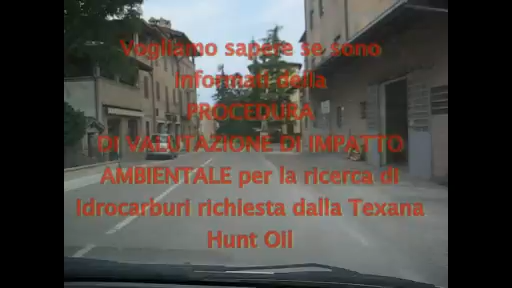 Vogliamo sapere se sono
informati della
PROCEDURA
DI VALUTAZIONE DI IMPATTO
AMBIENTALE per la ricerca di
idrocarburi richiesta dalla Texana
Hunt Oil